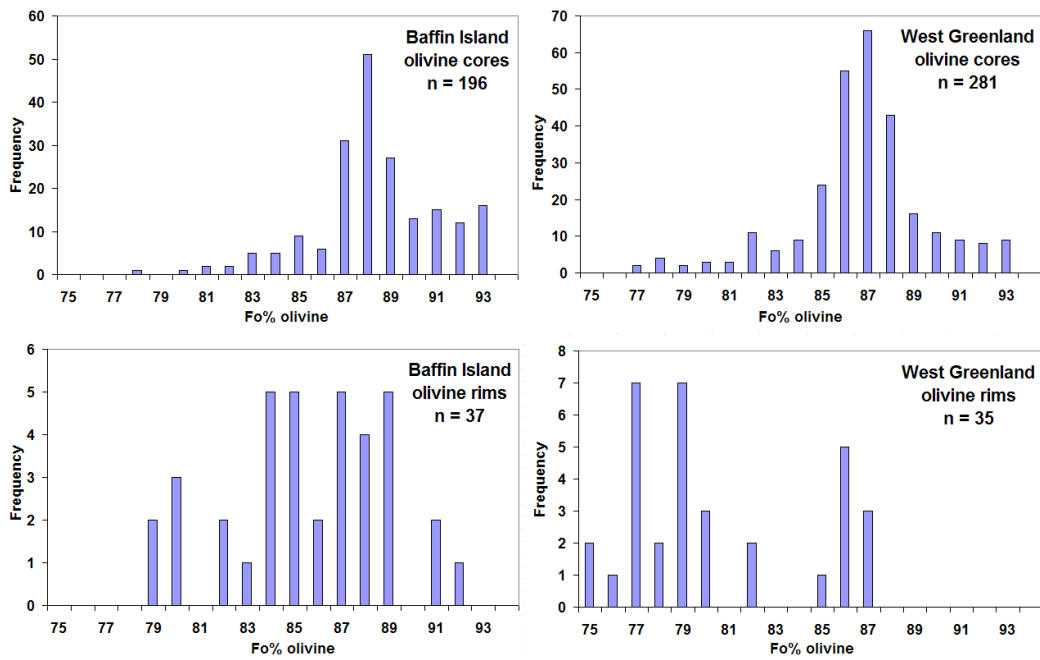 60
50
40
30
20
10
0
Frequency
Baffin Island
olivine cores
n = 196
75 77 79 81 83 85 87 89 91 93
Fo% olivine
70
60
50
40
30
20
10
0
Frequency
West Greenland
olivine cores
n = 281
75 77 79 81 83 85 87 89 91 93
Fo% olivine
6
5
4
3
2
1
0
Frequency
Baffin Island
olivine rims
n = 37
75 77 79 81 83 85 87 89 91 93
Fo% olivine
8
7
6
5
4
3
2
1
0
Frequency
West Greenland
olivine rims
n = 35
75 77 79 81 83 85 87 89 91 93
Fo% olivine